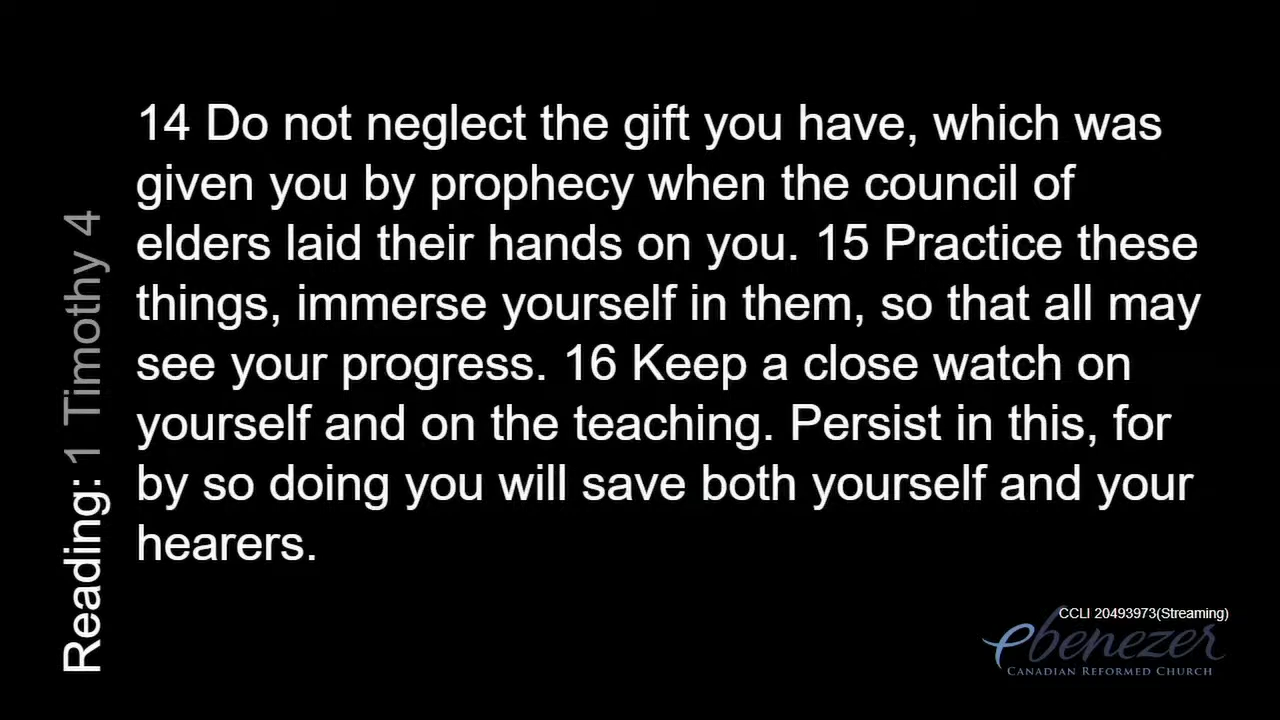 Reading: 1 Timothy 4
14 Do not neglect the gift you have, which was
given you by prophecy when the council of
elders laid their hands on you. 15 Practice these
things, immerse yourself in them, so that all may
see your progress. 16 Keep a close watch on
yourself and on the teaching. Persist in this, for
by so doing you will save both yourself and your
hearers.
CCLI 20493973(Streaming)
ebenezer
CANADIAN REFORMED CHURCH